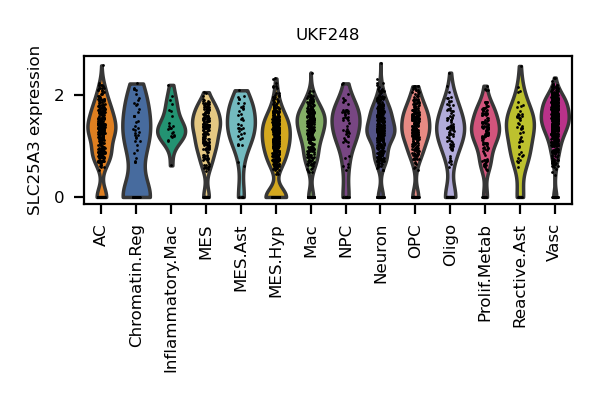 UKF248
SLC25A3 expression
2
0
AC
Chromatin.Reg
Inflammatory.Mac
MES
MES.Ast
MES.Hyp
Mac
NPC
Neuron
OPC
Oligo
Prolif.Metab
Reactive.Ast
Vasc